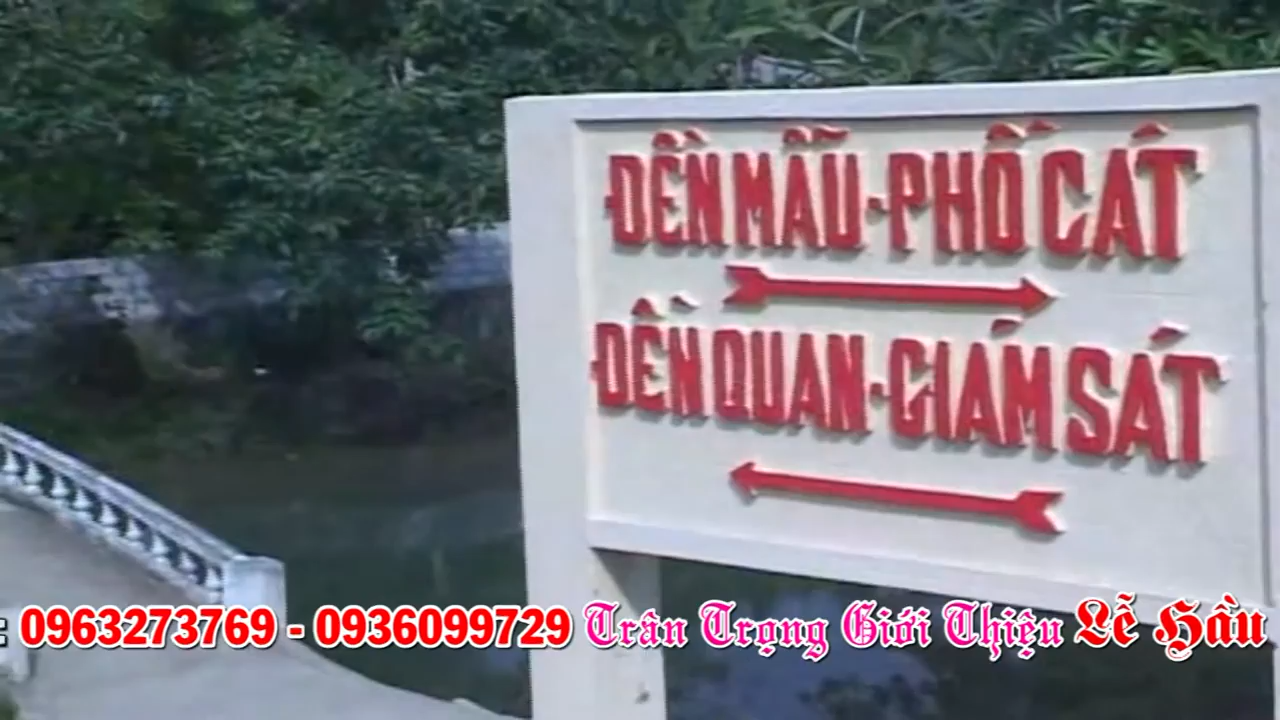 ĐỀN MẪU-PHỐ CÁT
ĐỀN QUAN-GIÁM SÁT
: 0963273769 - 0936099729 Trân Trọng Giới Thiệu Lễ Hầu